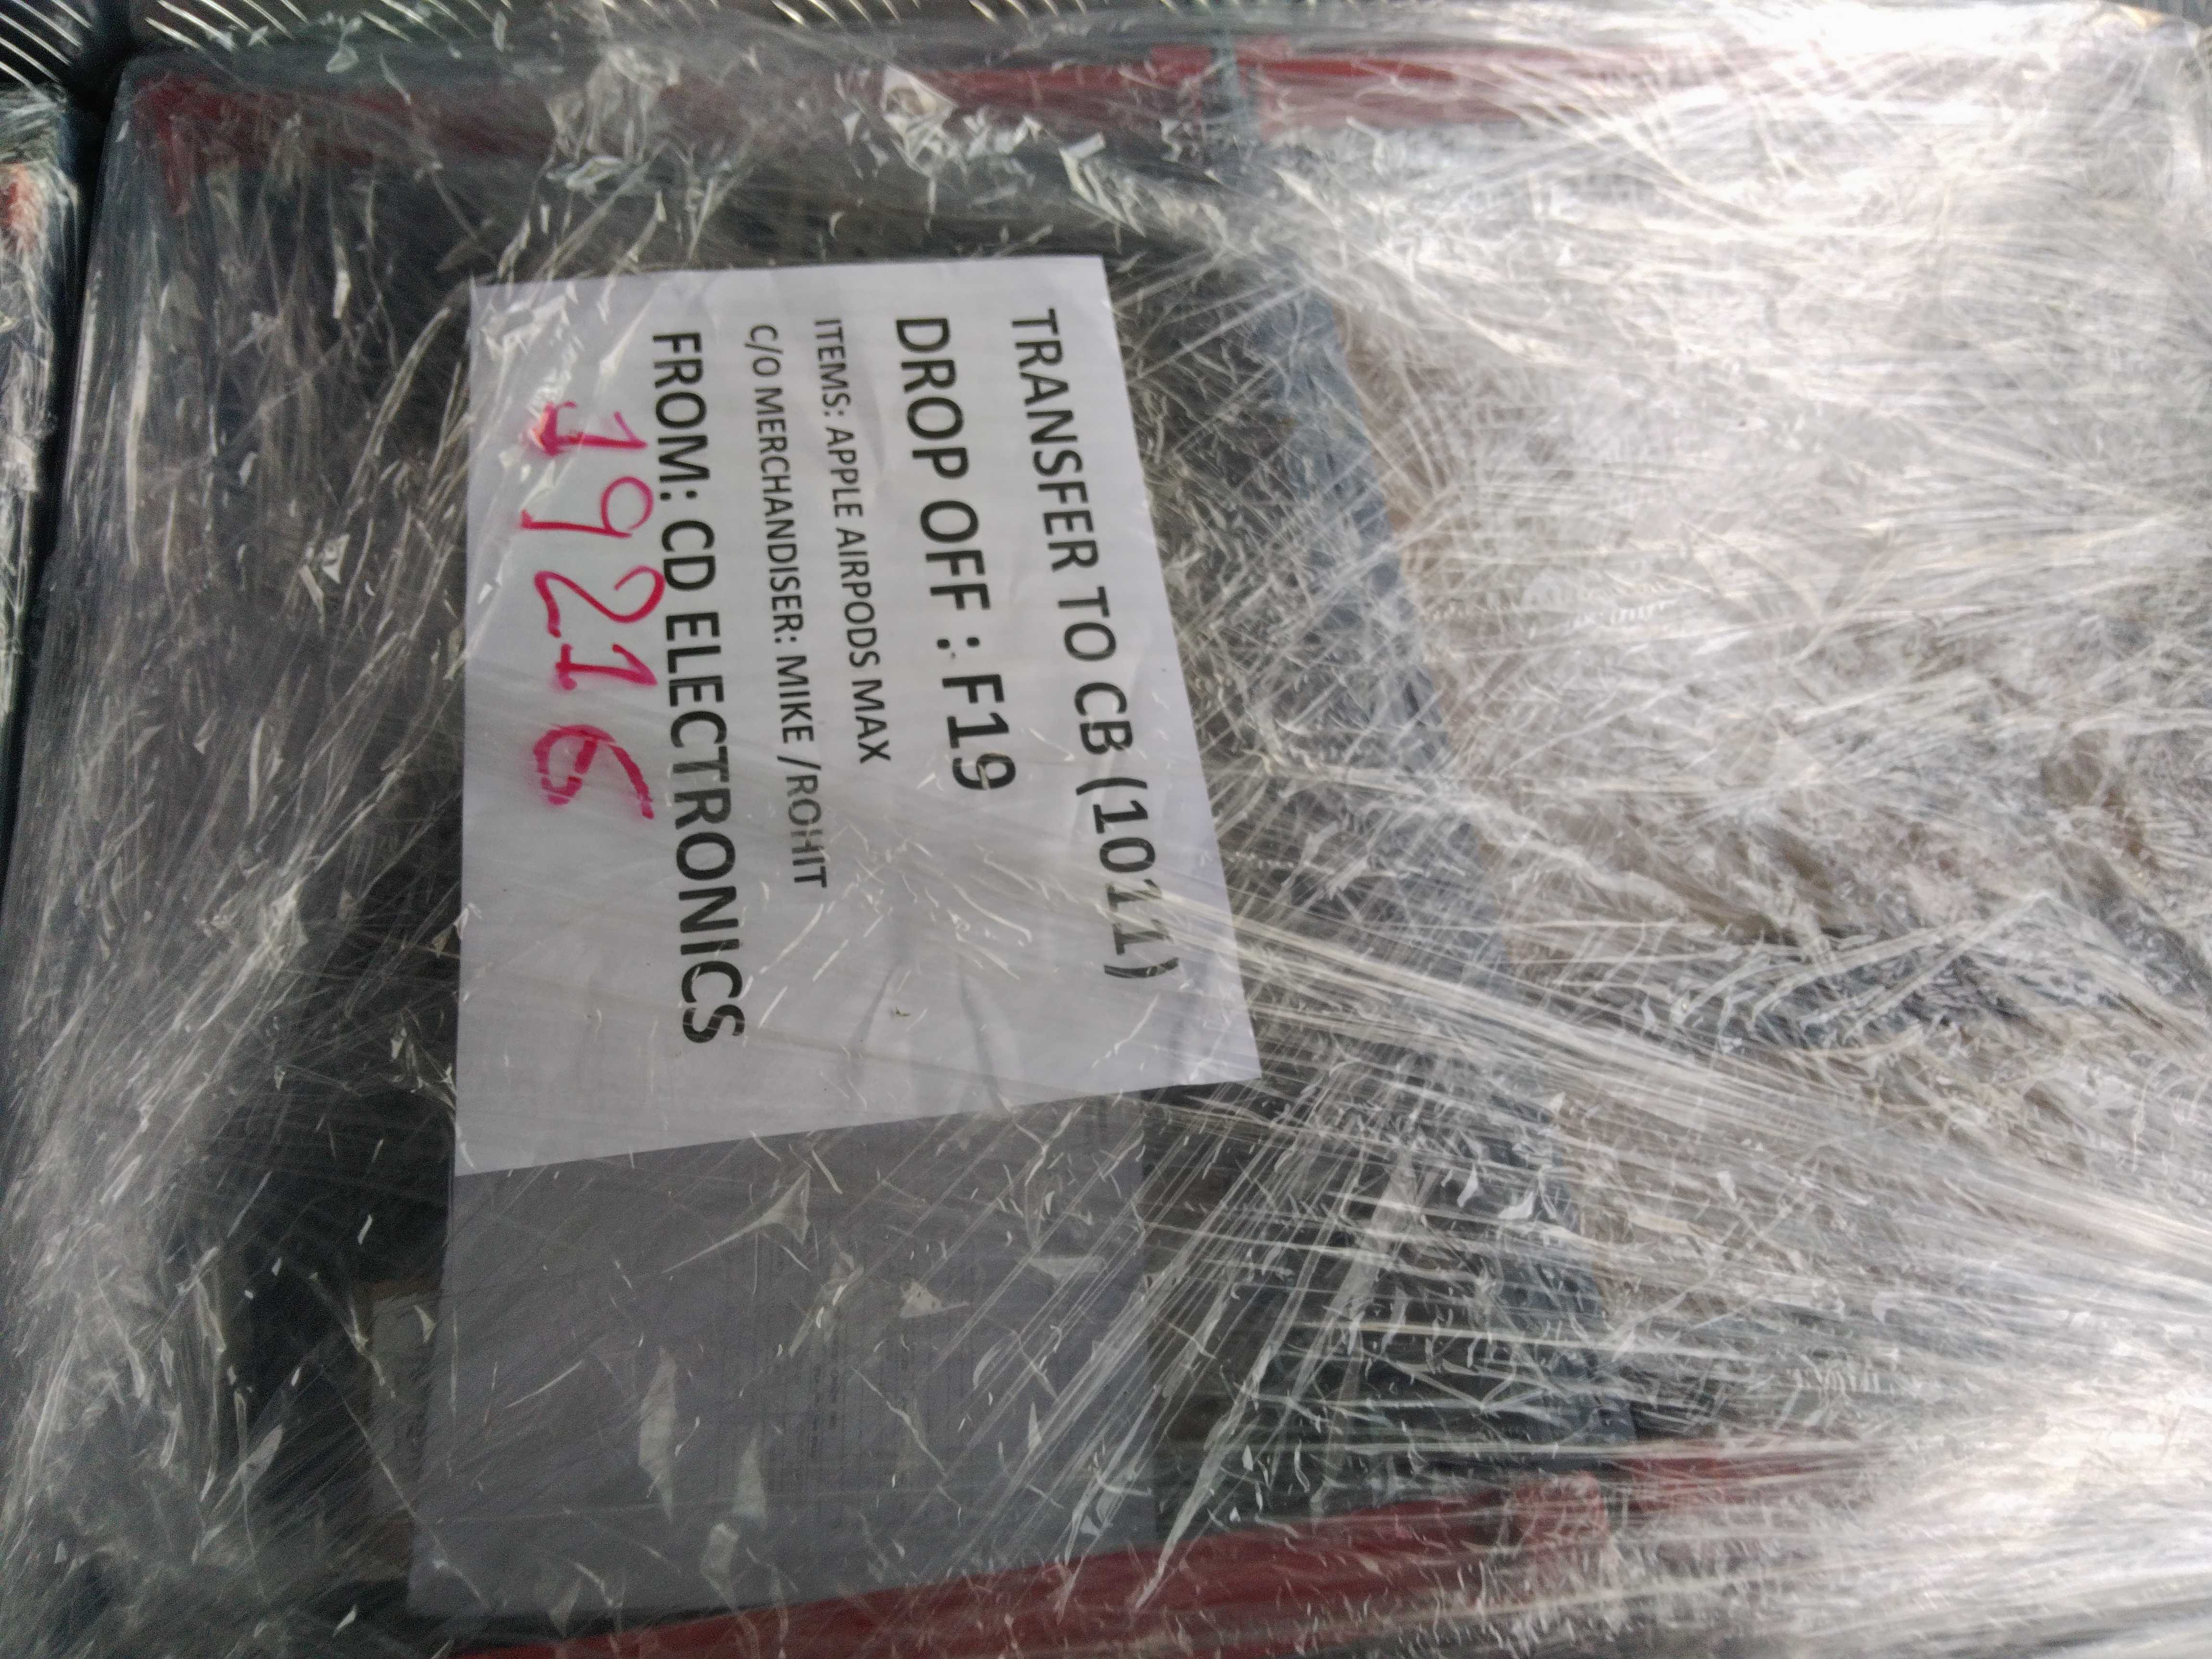 TRANSFER TO CB (1011)
DROP OFF : F19
ITEMS: APPLE AIRPODS MAX
C/O MERCHANDISER: MIKE /ROHIT
FROM: CD ELECTRONICS
19216